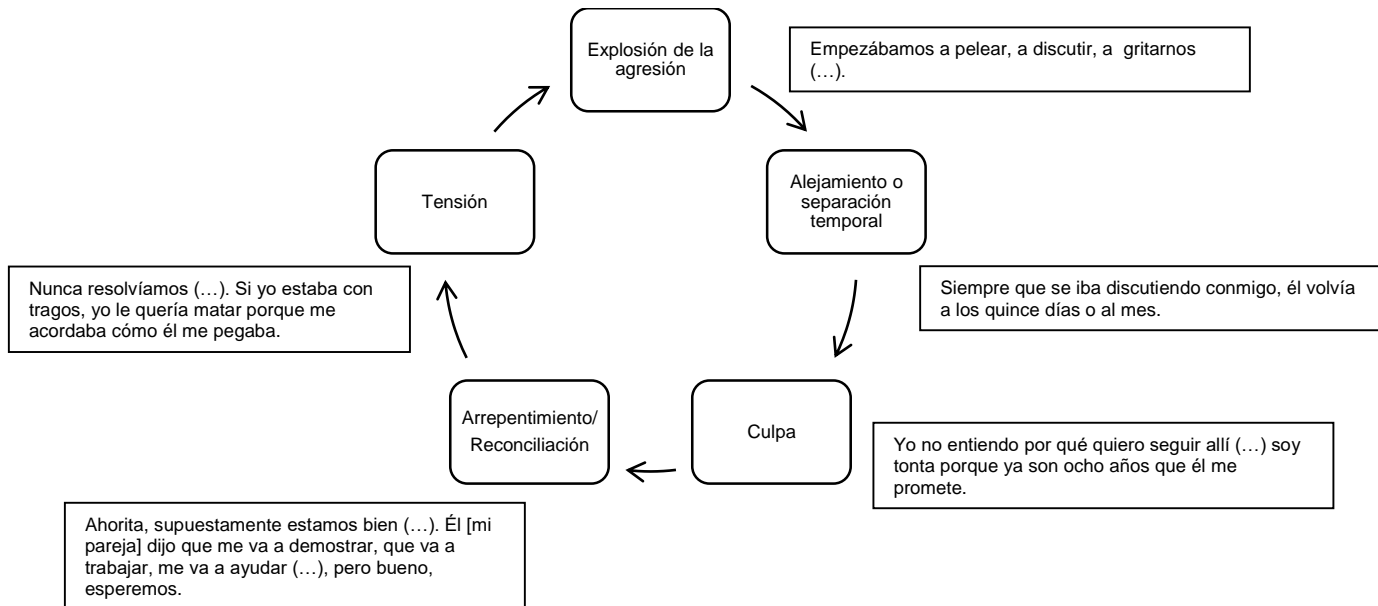 Explosión de la
agresión
Empezábamos a pelear, a discutir, a gritarnos
(…).
Alejamiento o
separación
temporal
Siempre que se iba discutiendo conmigo, él volvía
a los quince días o al mes.
Culpa
Yo no entiendo por qué quiero seguir allí (…) soy
tonta porque ya son ocho años que él me
promete.
Arrepentimiento/
Reconciliación
Ahorita, supuestamente estamos bien (…). Él [mi
pareja] dijo que me va a demostrar, que va a
trabajar, me va a ayudar (…), pero bueno,
esperemos.
Tensión
Nunca resolvíamos (…). Si yo estaba con
tragos, yo le quería matar porque me
acordaba cómo él me pegaba.